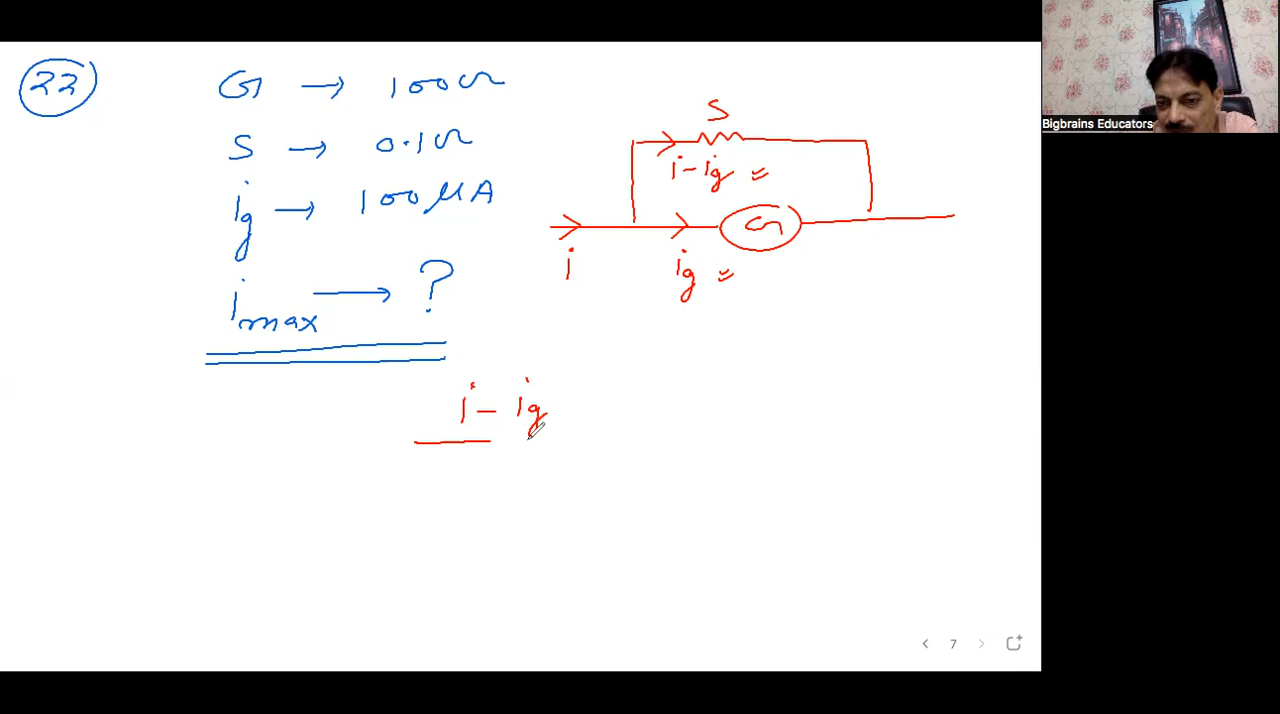 22
G → 100Ω
S → 0.1Ω
ig → 100μA
imax → ?
S
i-ig
G
i
ig
i - ig
Bigbrains Educators
7